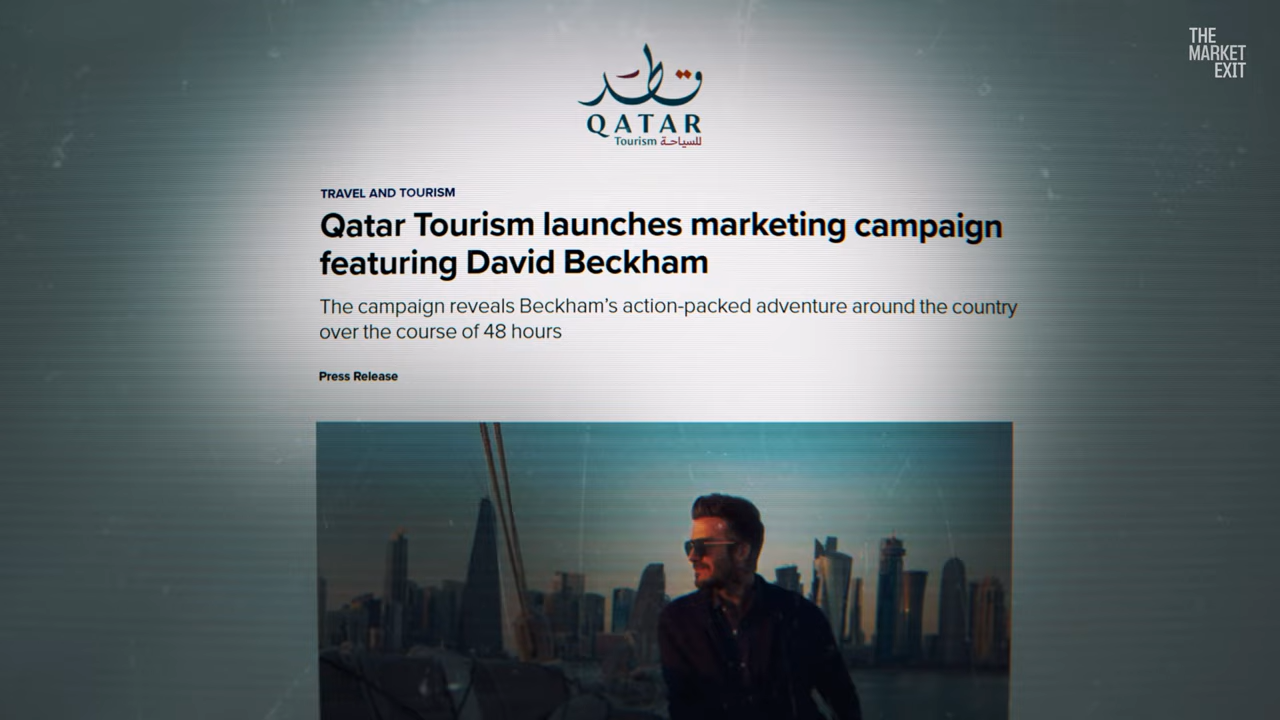 THE
MARKET
EXIT
قطر
QATAR
Tourism للسياحة
TRAVEL AND TOURISM
Qatar Tourism launches marketing campaign
featuring David Beckham
The campaign reveals Beckham's action-packed adventure around the country
over the course of 48 hours
Press Release